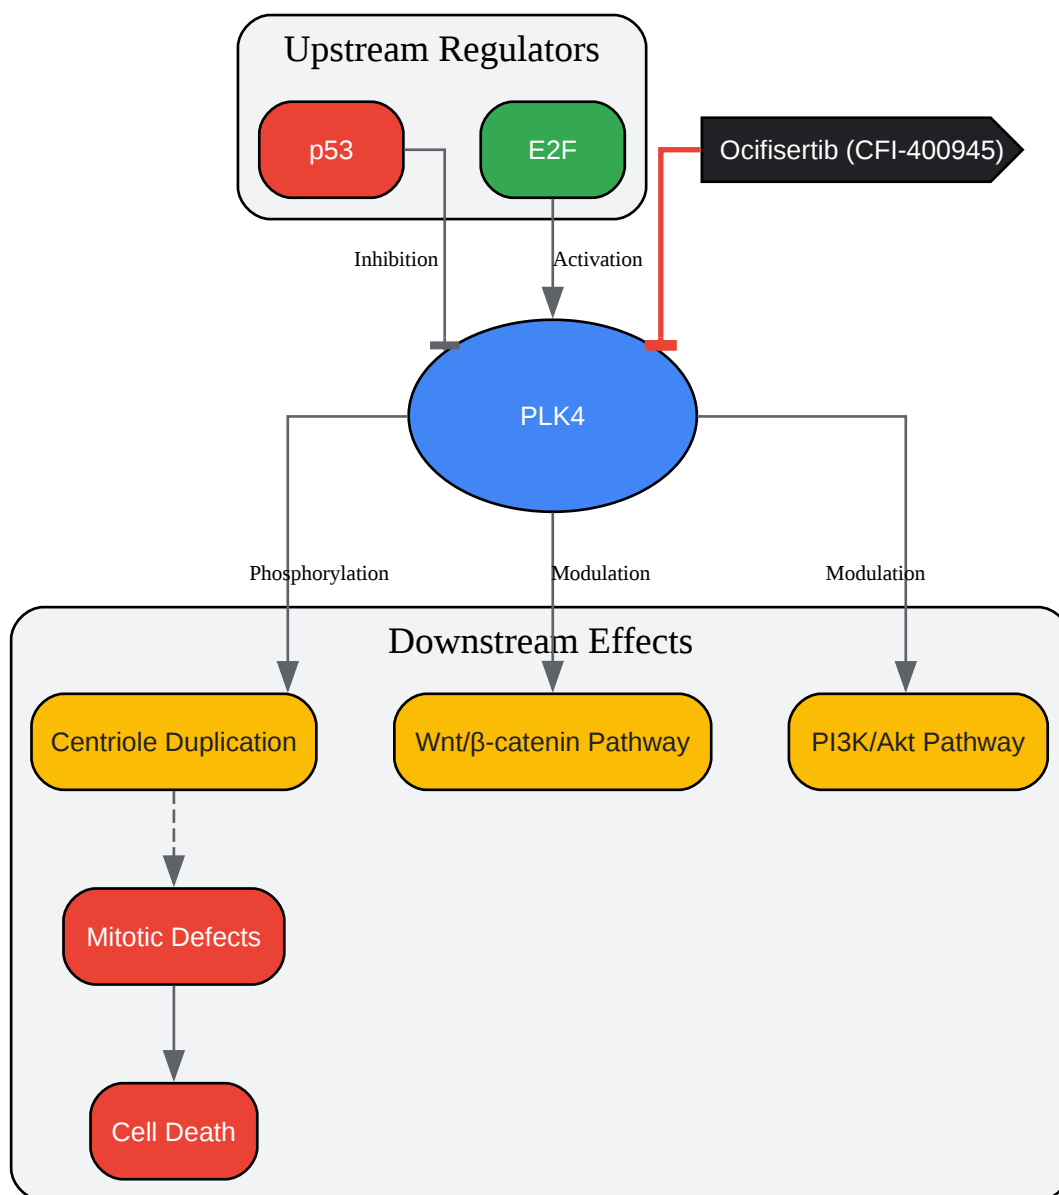 Upstream Regulators
p53
E2F
Ocifisertib (CFI-400945)
Inhibition
Activation
PLK4
Phosphorylation
Modulation
Modulation
Downstream Effects
Centriole Duplication
Wnt/β-catenin Pathway
PI3K/Akt Pathway
Mitotic Defects
Cell Death